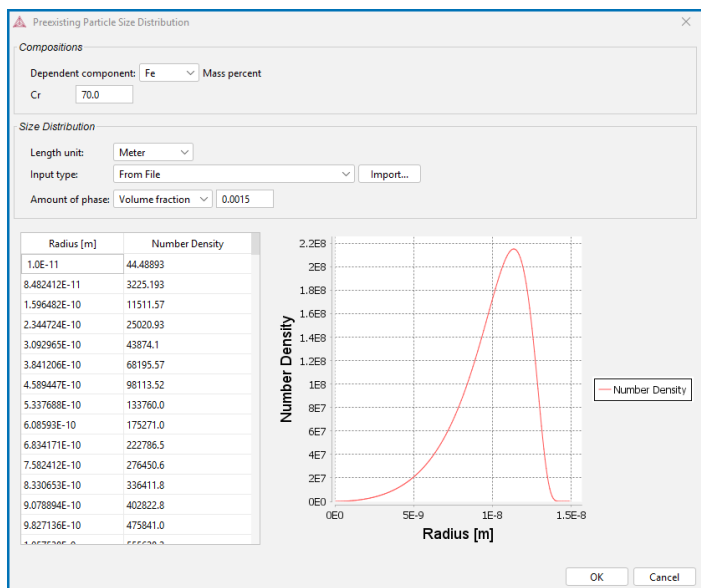 Preexisting Particle Size Distribution
Compositions
Dependent component: Fe Mass percent
Cr 70.0
Size Distribution
Length unit: Meter
Input type: From File Import...
Amount of phase: Volume fraction 0.0015
Radius [m] Number Density
1.0E-11 44.48893
8.482412E-11 3225.193
1.596482E-10 11511.57
2.344724E-10 25020.93
3.092965E-10 43874.1
3.841206E-10 68195.57
4.589447E-10 98113.52
5.337688E-10 133760.0
6.08593E-10 175271.0
6.834171E-10 222786.5
7.582412E-10 276450.6
8.330653E-10 336411.8
9.078894E-10 402822.8
9.827136E-10 475841.0
2.2E8
2E8
1.8E8
1.6E8
1.4E8
1.2E8
1E8
8E7
6E7
4E7
2E7
0E0
Number Density
0E0 5E-9 1E-8 1.5E-8
Radius [m]
Number Density
OK Cancel